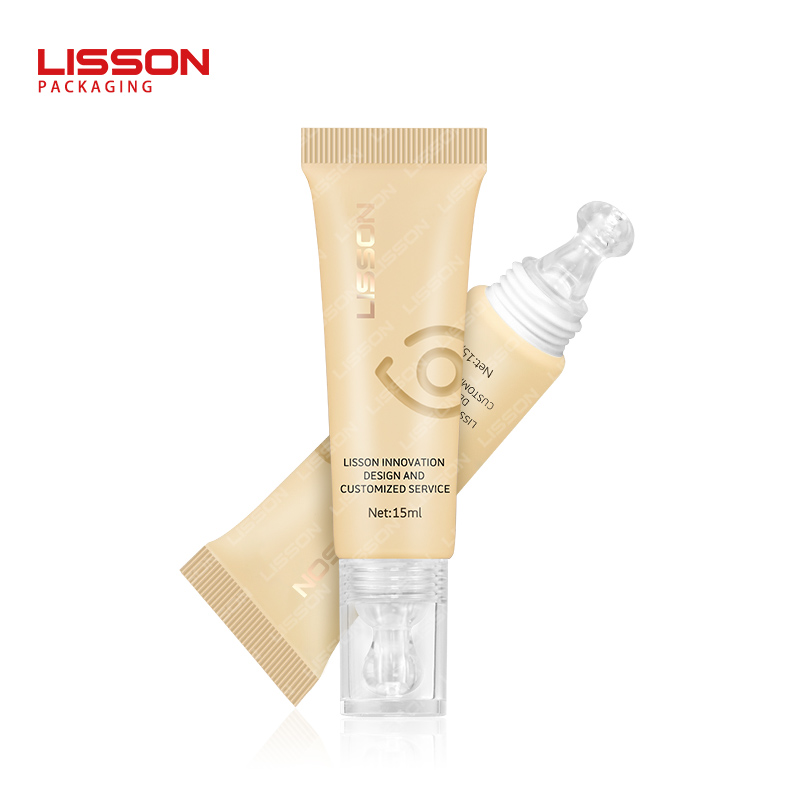 LISSON
PACKAGING
LISSON
LISSON INNOVATION
DESIGN AND
CUSTOMIZED SERVICE
Net:15ml